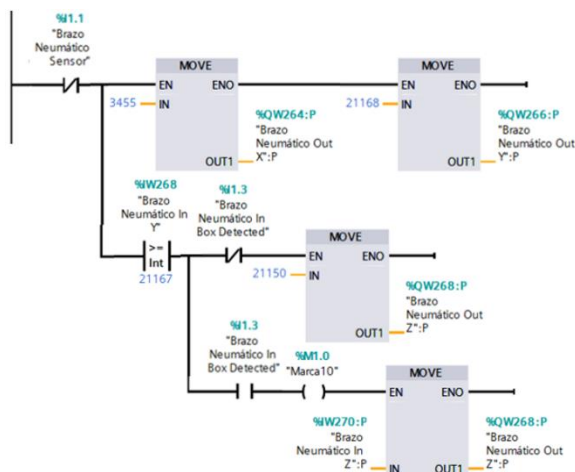 %I1.1
"Brazo
Neumático
Sensor"
MOVE
EN ENO
3455 IN
OUT1
%QW264:P
"Brazo
Neumático Out
X":P
MOVE
EN ENO
21168 IN
OUT1
%QW266:P
"Brazo
Neumático Out
Y":P
%IW268
"Brazo
Neumático In
Y"
>=
Int
21167
%I1.3
"Brazo
Neumático In
Box Detected"
MOVE
EN ENO
21150 IN
OUT1
%QW268:P
"Brazo
Neumático Out
Z":P
%I1.3
"Brazo
Neumático In
Box Detected"
%M1.0
"Marca10"
MOVE
EN ENO
%IW270:P
"Brazo
Neumático In
Z":P
IN
OUT1
%QW268:P
"Brazo
Neumático Out
Z":P